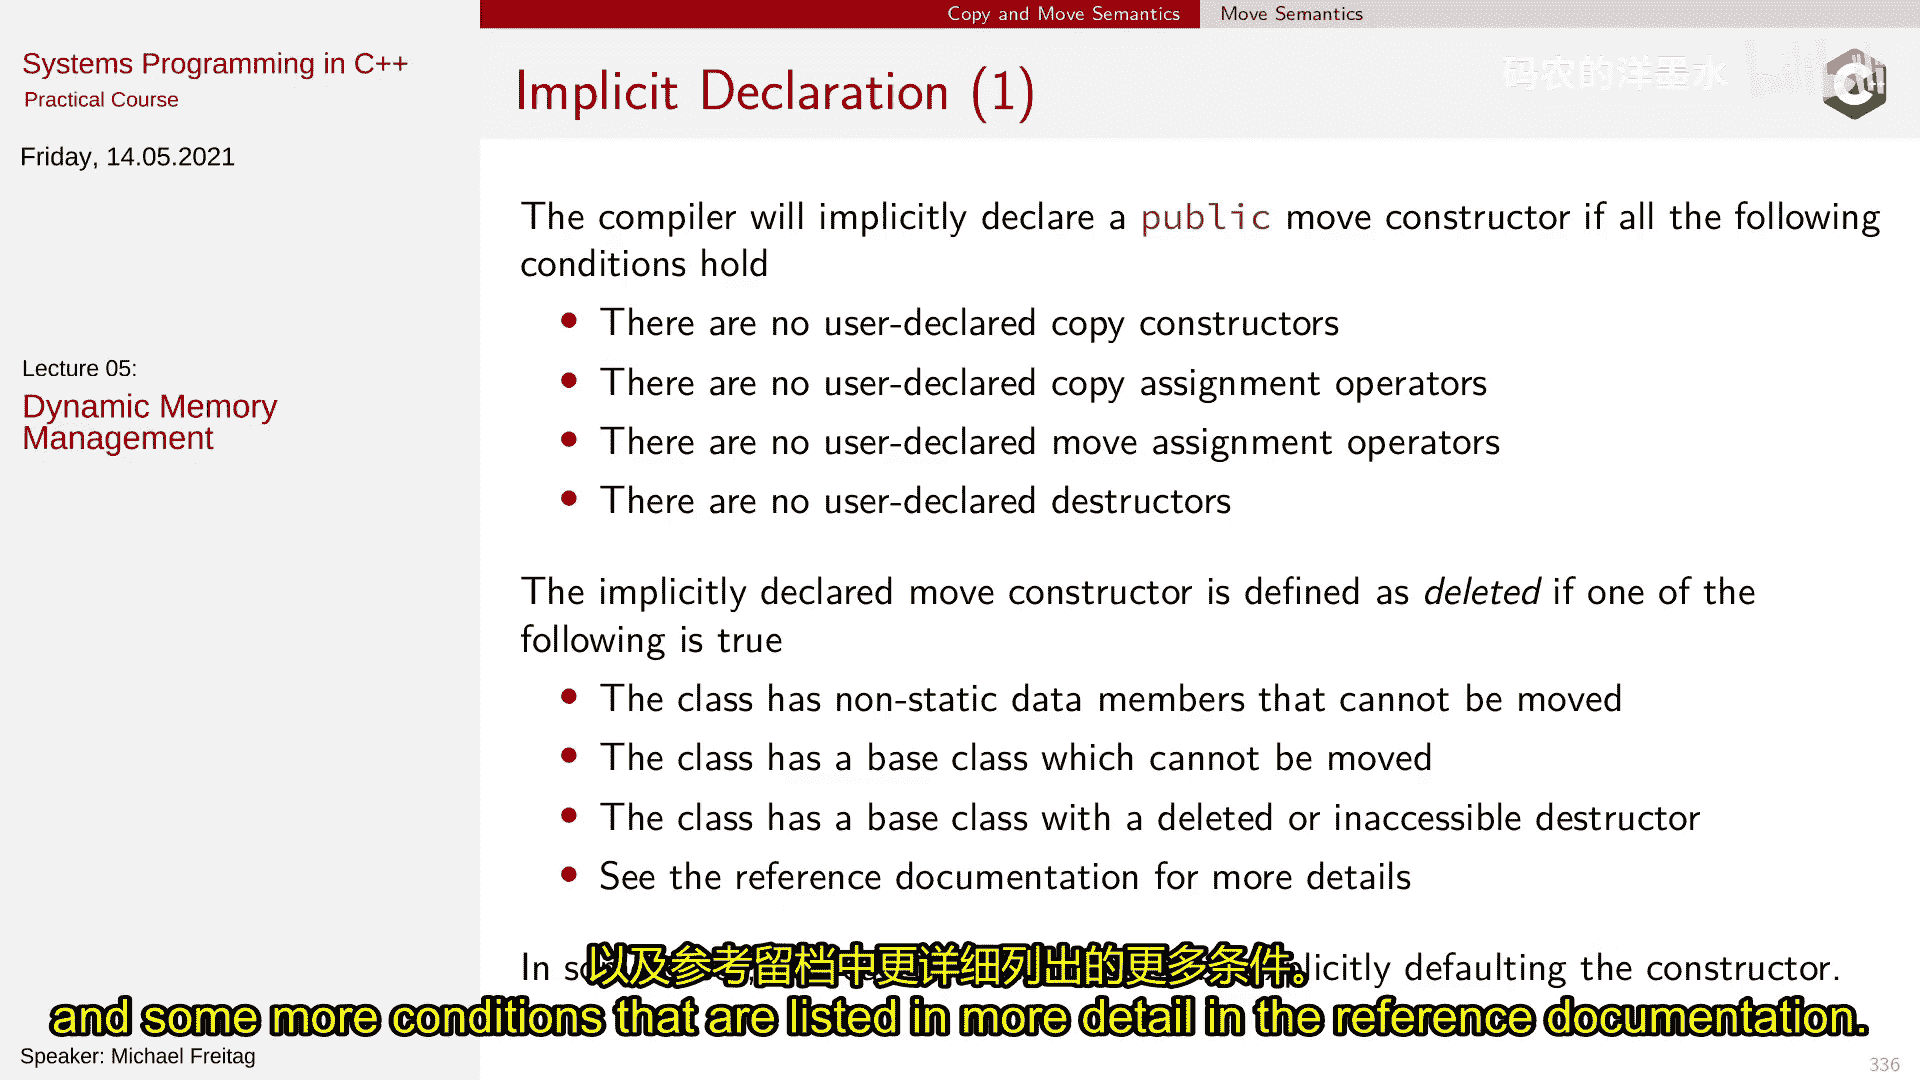 Copy and Move Semantics Move Semantics
Systems Programming in C++
Practical Course
Friday, 14.05.2021
Lecture 05:
Dynamic Memory
Management
Speaker: Michael Freitag
Implicit Declaration (1)
码农的洋墨水
The compiler will implicitly declare a public move constructor if all the following
conditions hold
• There are no user-declared copy constructors
• There are no user-declared copy assignment operators
• There are no user-declared move assignment operators
• There are no user-declared destructors
The implicitly declared move constructor is defined as deleted if one of the
following is true
• The class has non-static data members that cannot be moved
• The class has a base class which cannot be moved
• The class has a base class with a deleted or inaccessible destructor
• See the reference documentation for more details
In defaulting the constructor.
以及参考留档中更详细列出的更多条件。
and some more conditions that are listed in more detail in the reference documentation.
336